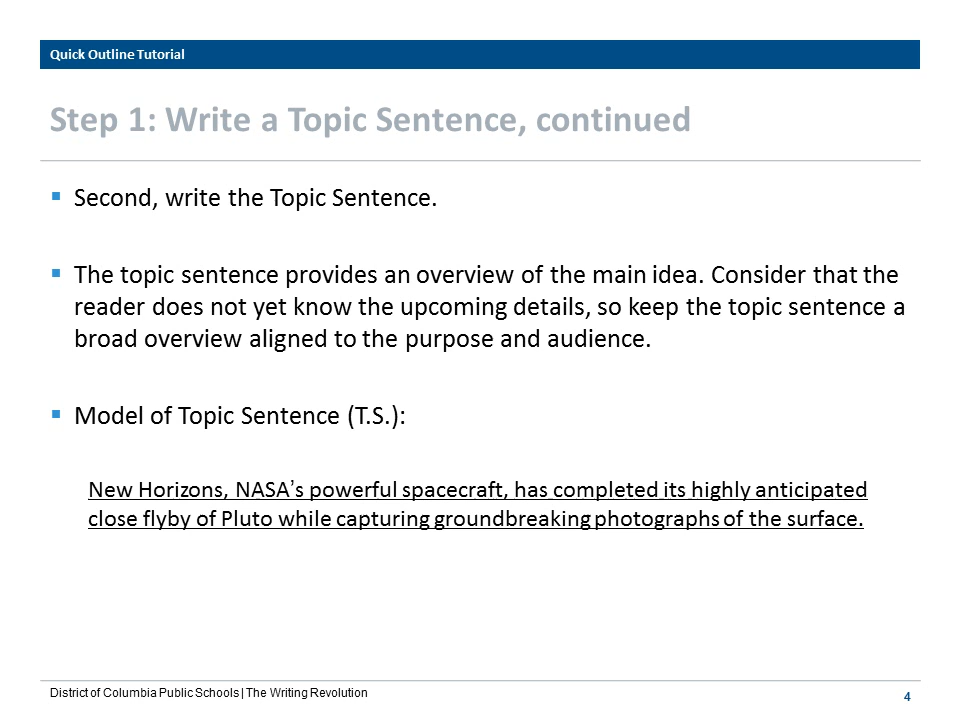 Quick Outline Tutorial
Step 1: Write a Topic Sentence, continued
Second, write the Topic Sentence.
The topic sentence provides an overview of the main idea. Consider that the
reader does not yet know the upcoming details, so keep the topic sentence a
broad overview aligned to the purpose and audience.
Model of Topic Sentence (T.S.):
New Horizons, NASA’s powerful spacecraft, has completed its highly anticipated
close flyby of Pluto while capturing groundbreaking photographs of the surface.
District of Columbia Public Schools | The Writing Revolution
4